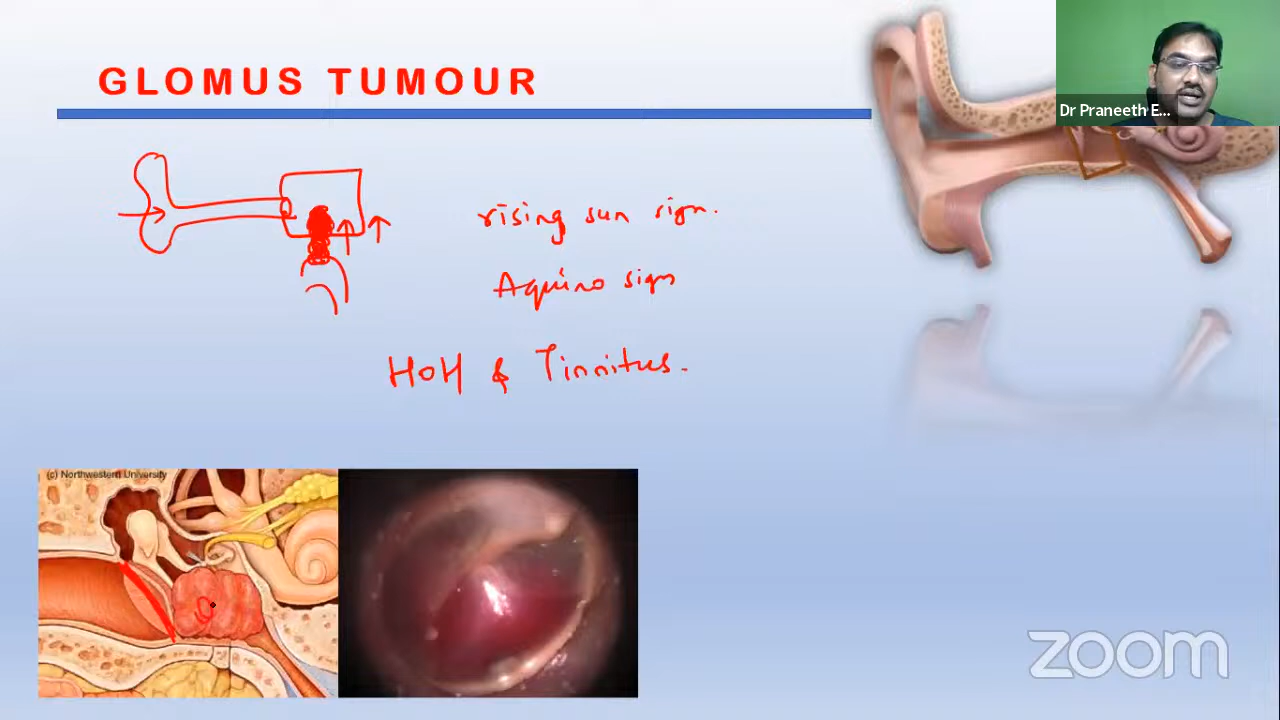 GLOMUS TUMOUR
Dr Praneeth E...
rising sun sign.
Aquino sign
HOH & Tinnitus.
(c) Northwestern University
zoom